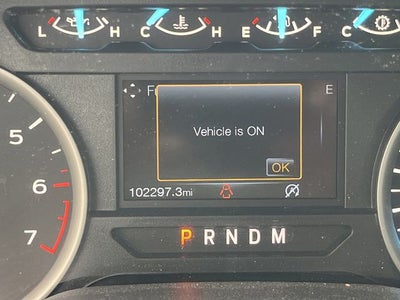 L H C H E F C
F E
Vehicle is ON
OK
5
102297.3mi
6
7
P R N D M